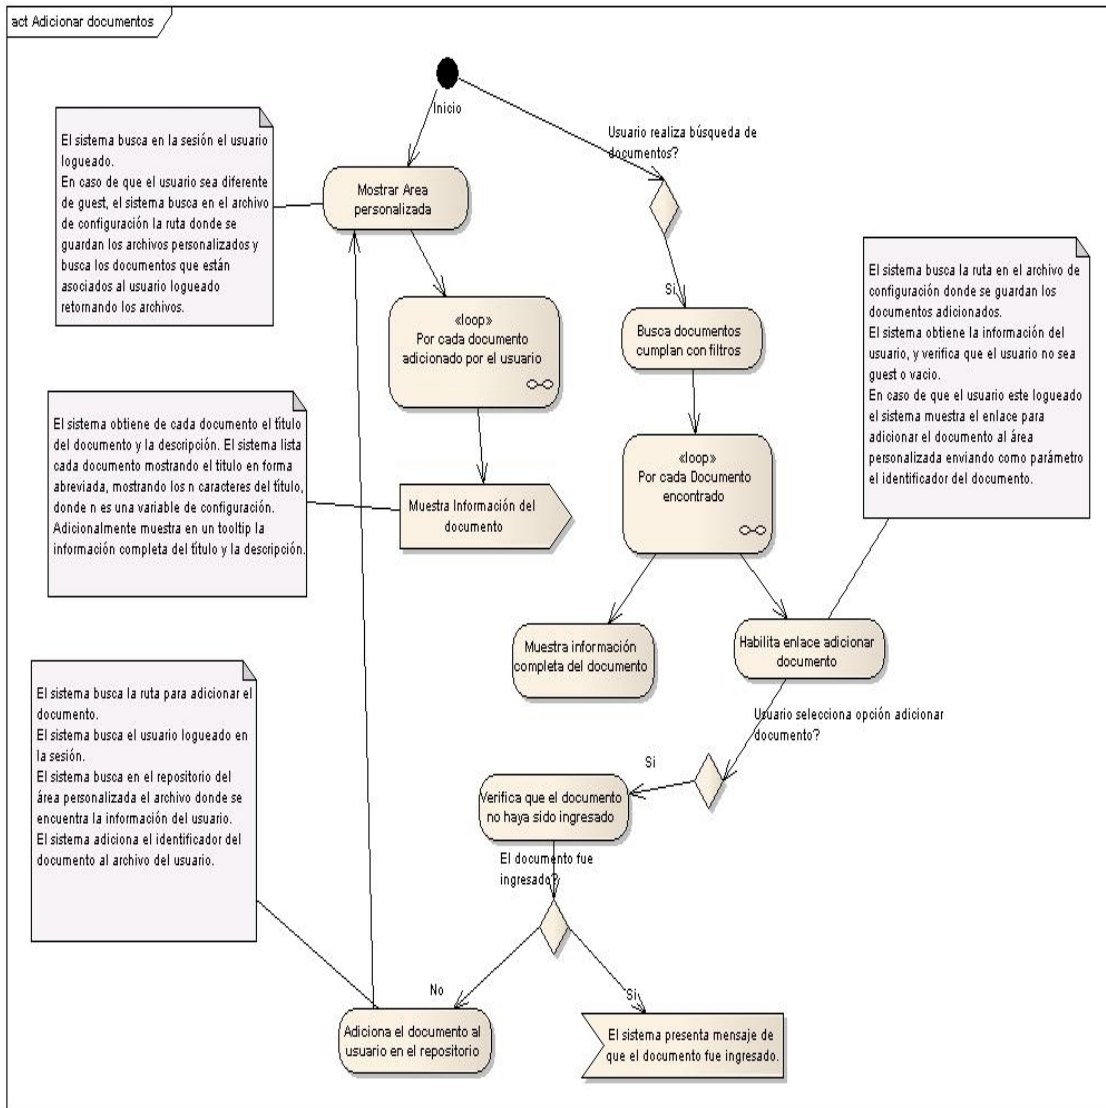 act Adicionar documentos
Inicio
Usuario realiza búsqueda de
documentos?
El sistema busca en la sesión el usuario
logueado.
En caso de que el usuario sea diferente
de guest, el sistema busca en el archivo
de configuración la ruta donde se
guardan los archivos personalizados y
busca los documentos que están
asociados al usuario logueado
retornando los archivos.
Mostrar Area
personalizada
Si
El sistema busca la ruta en el archivo de
configuración donde se guardan los
documentos adicionados.
El sistema obtiene la información del
usuario, y verifica que el usuario no sea
guest o vacio.
En caso de que el usuario este logueado
el sistema muestra el enlace para
adicionar el documento al área
personalizada enviando como parámetro
el identificador del documento.
«loop»
Por cada documento
adicionado por el usuario
Busca documentos
cumplan con filtros
El sistema obtiene de cada documento el título
del documento y la descripción. El sistema lista
cada documento mostrando el titulo en forma
abreviada, mostrando los n caracteres del título,
donde n es una variable de configuración.
Adicionalmente muestra en un tooltip la
información completa del título y la descripción.
«loop»
Por cada Documento
encontrado
Muestra Información del
documento
Muestra información
completa del documento
Habilita enlace adicionar
documento
El sistema busca la ruta para adicionar el
documento.
El sistema busca el usuario logueado en
la sesión.
El sistema busca en el repositorio del
área personalizada el archivo donde se
encuentra la información del usuario.
El sistema adiciona el identificador del
documento al archivo del usuario.
Usuario selecciona opción adicionar
documento?
Si
Verifica que el documento
no haya sido ingresado
El documento fue
ingresado?
No
Si
Adiciona el documento al
usuario en el repositorio
El sistema presenta mensaje de
que el documento fue ingresado.